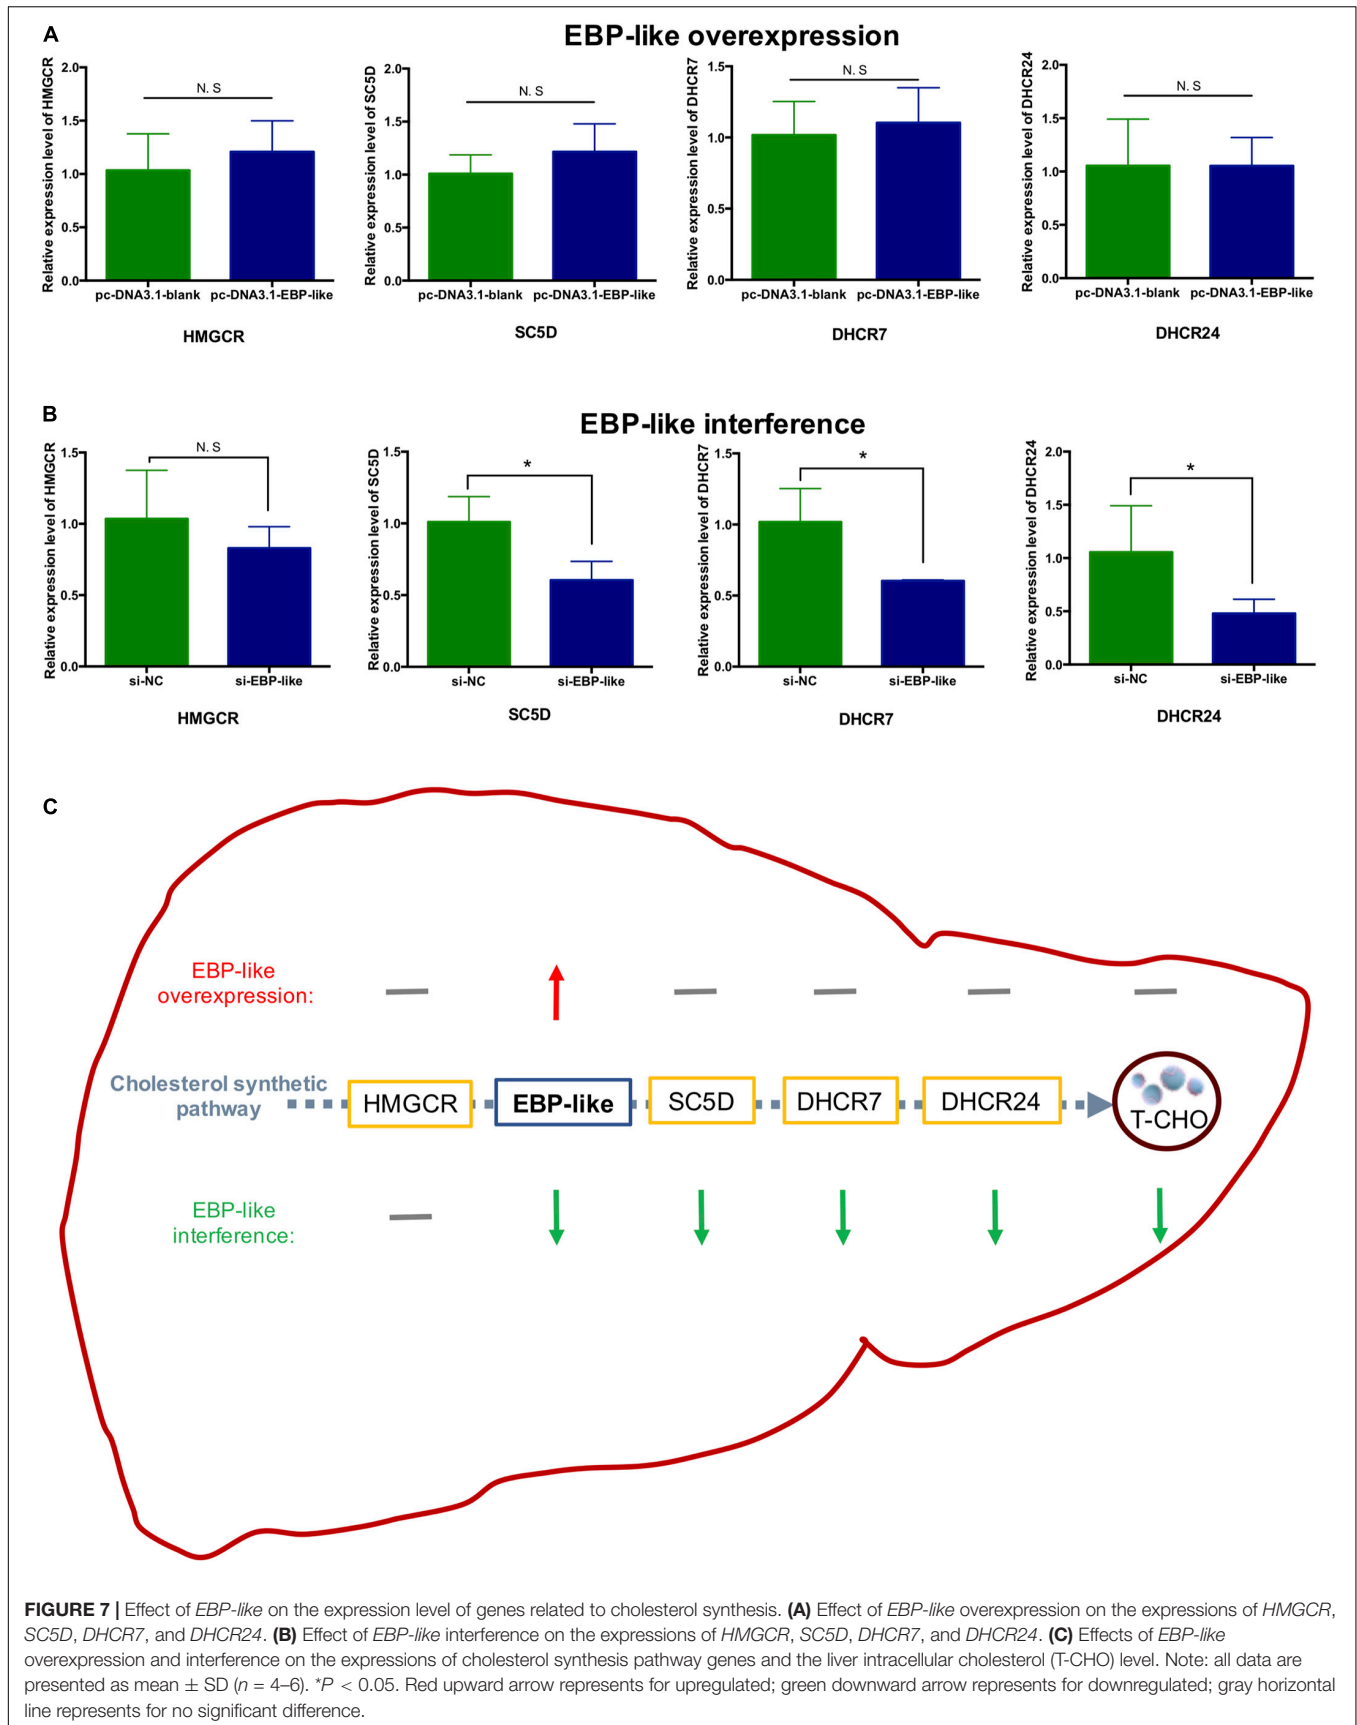 A
EBP-like overexpression
Relative expression level of HMGCR
2.0
1.5
1.0
0.5
0.0
N. S
pc-DNA3.1-blank pc-DNA3.1-EBP-like
HMGCR
Relative expression level of SC5D
2.0
1.5
1.0
0.5
0.0
N. S
pc-DNA3.1-blank pc-DNA3.1-EBP-like
SC5D
Relative expression level of DHCR7
1.5
1.0
0.5
0.0
N. S
pc-DNA3.1-blank pc-DNA3.1-EBP-like
DHCR7
Relative expression level of DHCR24
2.0
1.5
1.0
0.5
0.0
N. S
pc-DNA3.1-blank pc-DNA3.1-EBP-like
DHCR24
B
EBP-like interference
Relative expression level of HMGCR
1.5
1.0
0.5
0.0
N. S
si-NC si-EBP-like
HMGCR
Relative expression level of SC5D
1.5
1.0
0.5
0.0
*
si-NC si-EBP-like
SC5D
Relative expression level of DHCR7
1.5
1.0
0.5
0.0
*
si-NC si-EBP-like
DHCR7
Relative expression level of DHCR24
2.0
1.5
1.0
0.5
0.0
*
si-NC si-EBP-like
DHCR24
C
EBP-like
overexpression:
Cholesterol synthetic
pathway
HMGCR EBP-like SC5D DHCR7 DHCR24 T-CHO
EBP-like
interference:
FIGURE 7 | Effect of EBP-like on the expression level of genes related to cholesterol synthesis. (A) Effect of EBP-like overexpression on the expressions of HMGCR,
SC5D, DHCR7, and DHCR24. (B) Effect of EBP-like interference on the expressions of HMGCR, SC5D, DHCR7, and DHCR24. (C) Effects of EBP-like
overexpression and interference on the expressions of cholesterol synthesis pathway genes and the liver intracellular cholesterol (T-CHO) level. Note: all data are
presented as mean ± SD (n = 4–6). *P < 0.05. Red upward arrow represents for upregulated; green downward arrow represents for downregulated; gray horizontal
line represents for no significant difference.